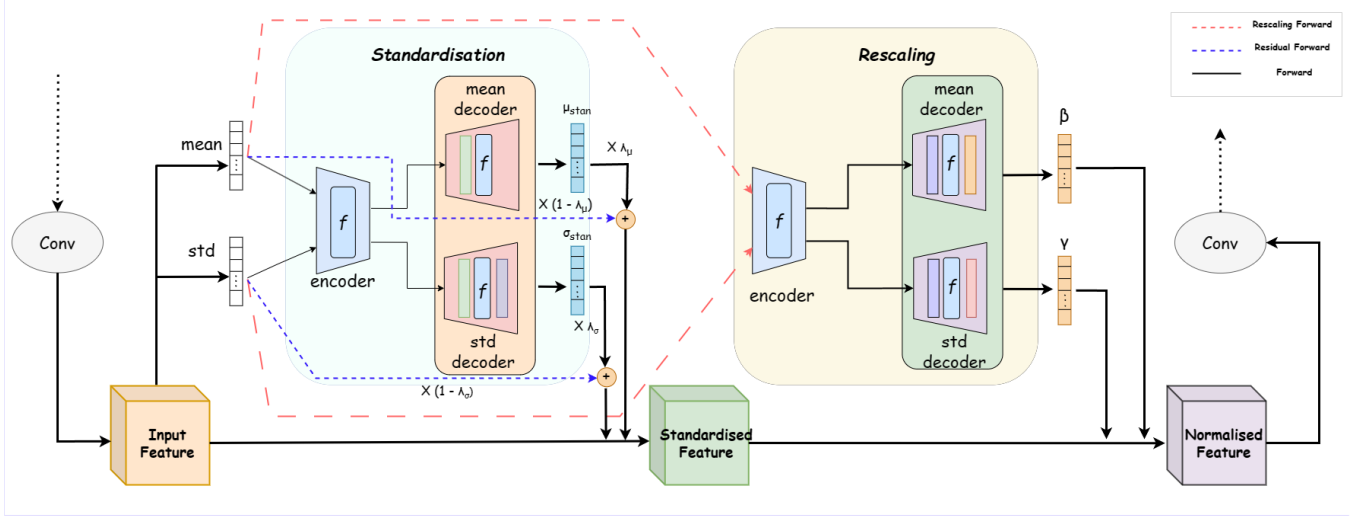 Standardisation
Rescaling
Rescaling Forward
Residual Forward
Forward
mean
decoder
μstan
X λμ
mean
decoder
β
mean
f
f
f
f
X (1 - λμ)
+
Conv
std
encoder
σstan
encoder
γ
Conv
f
f
X λσ
std
decoder
std
decoder
+
X (1 - λσ)
Input
Feature
Standardised
Feature
Normalised
Feature